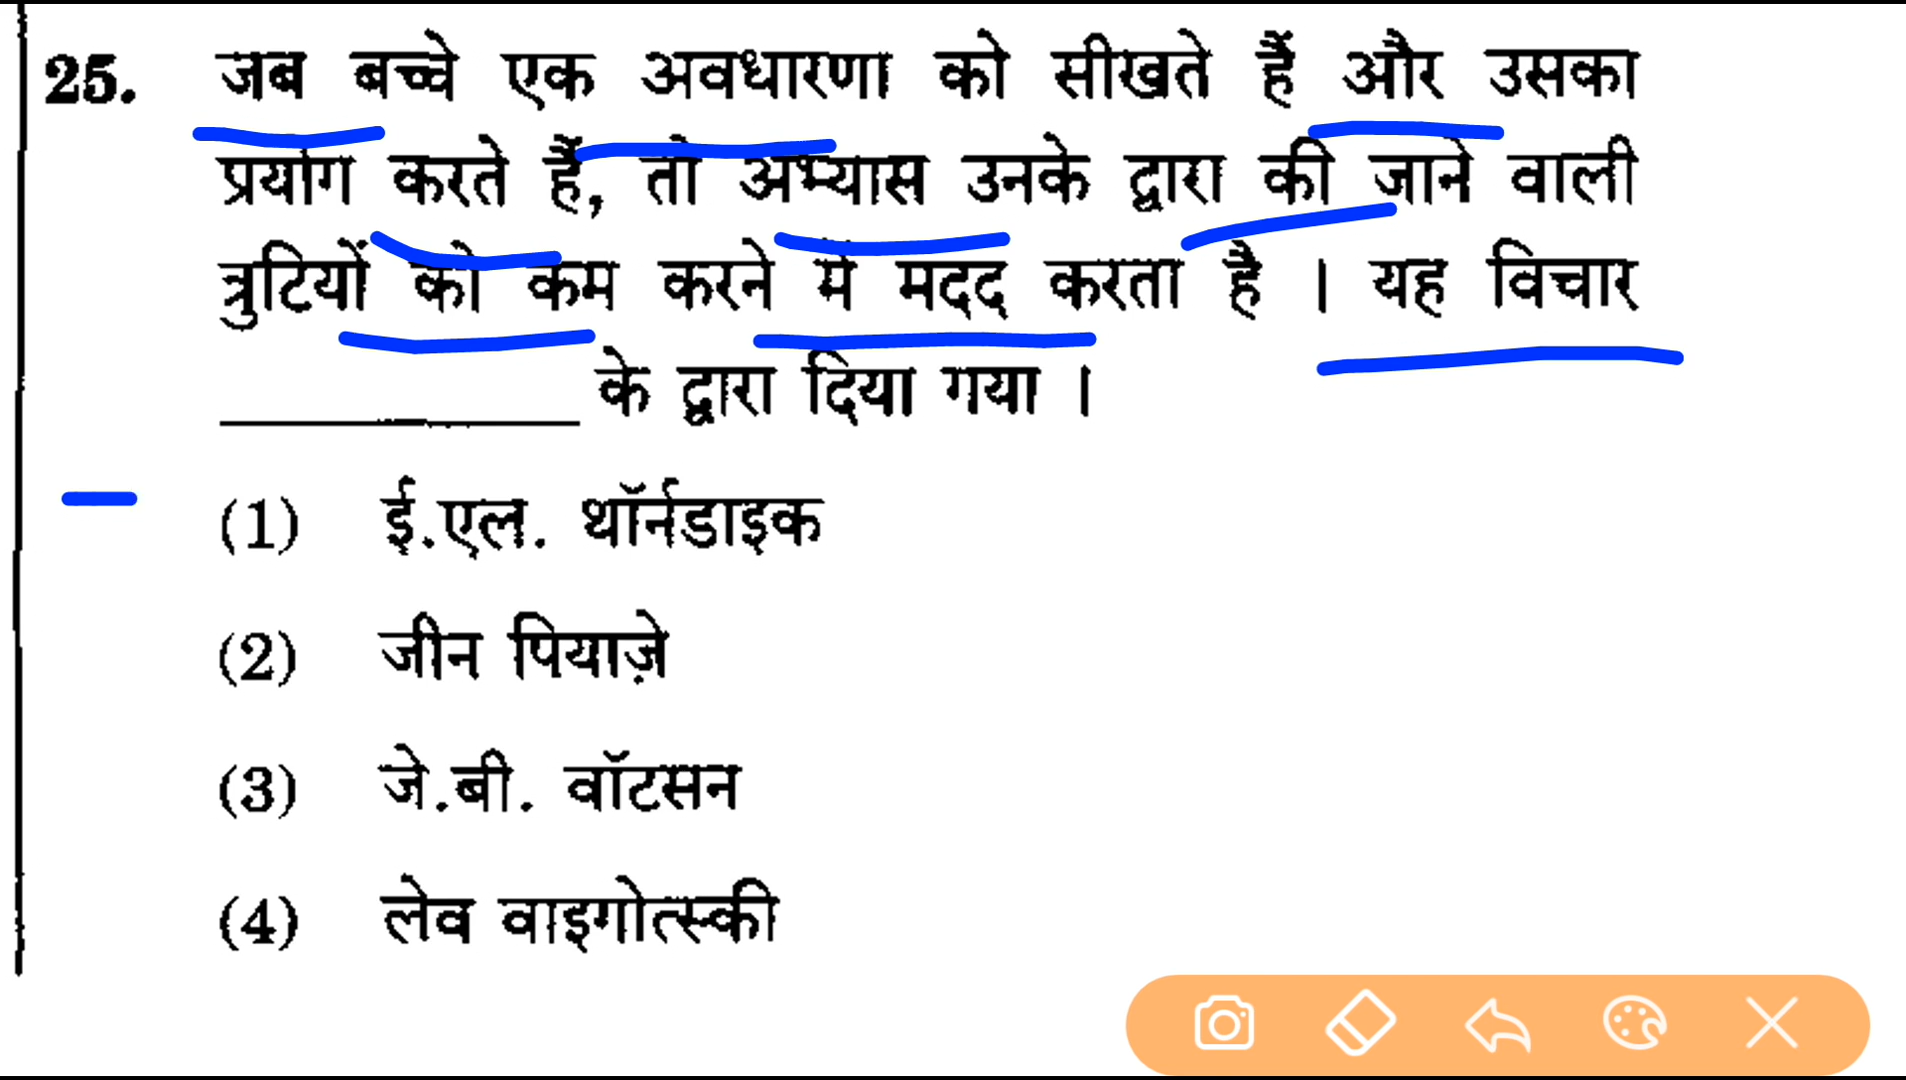 25. जब बच्चे एक अवधारणा को सीखते हैं और उसका
प्रयोग करते हैं, तो अभ्यास उनके द्वारा की जाने वाली
त्रुटियों को कम करने में मदद करता है । यह विचार
__________ के द्वारा दिया गया ।
(1) ई.एल. थॉर्नडाइक
(2) जीन पियाज़े
(3) जे.बी. वॉटसन
(4) लेव वाइगोत्स्की